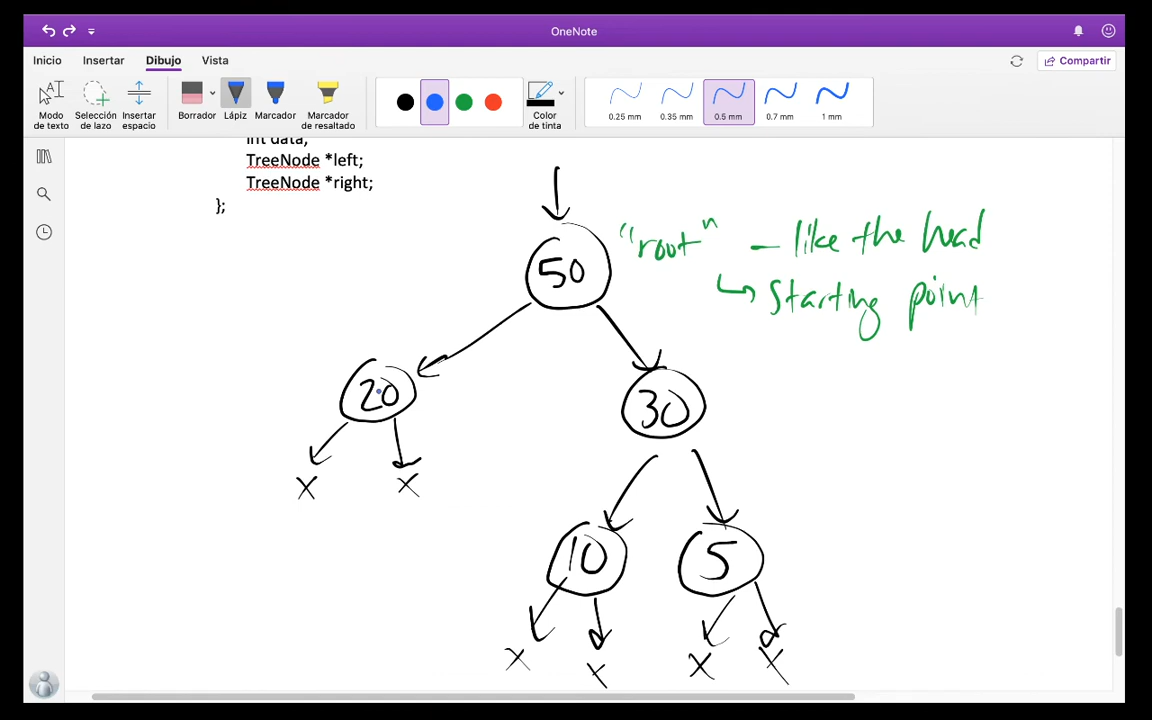 OneNote
Inicio Insertar Dibujo Vista
Compartir
Modo de texto
Selección de lazo
Insertar espacio
Borrador
Lápiz
Marcador
Marcador de resaltado
Color de tinta
0.25 mm 0.35 mm 0.5 mm 0.7 mm 1 mm
int data;
TreeNode *left;
TreeNode *right;
};
"root" – like the head
↳ Starting point
50
20 30
X X
10 5
X X X X